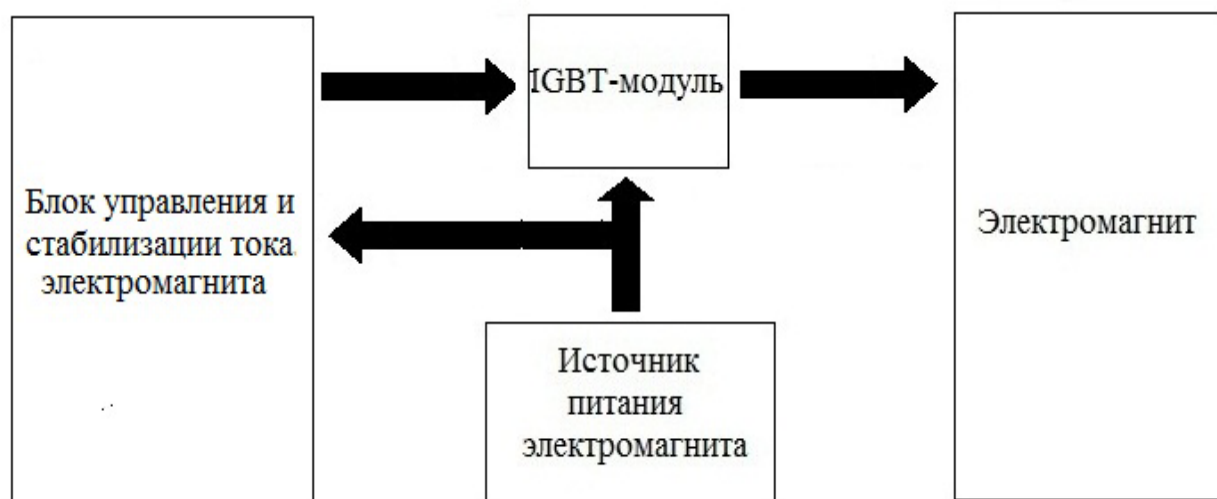 Блок управления и
стабилизации тока
электромагнита
IGBT-модуль
Источник
питания
электромагнита
Электромагнит